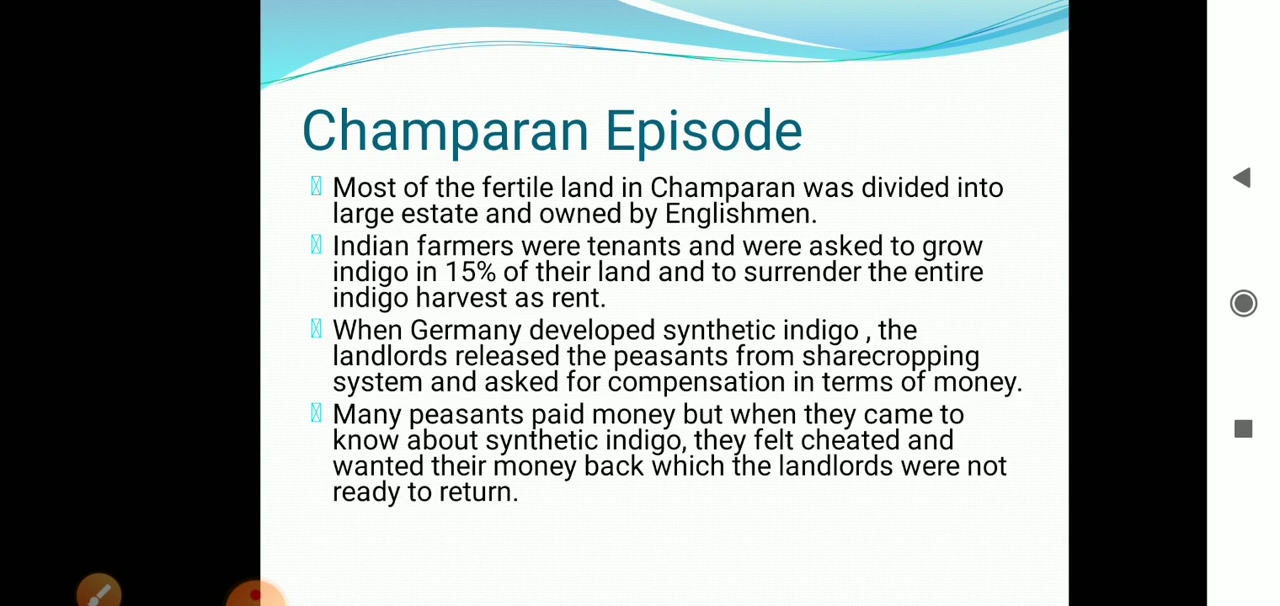 Champaran Episode
Most of the fertile land in Champaran was divided into
large estate and owned by Englishmen.
Indian farmers were tenants and were asked to grow
indigo in 15% of their land and to surrender the entire
indigo harvest as rent.
When Germany developed synthetic indigo , the
landlords released the peasants from sharecropping
system and asked for compensation in terms of money.
Many peasants paid money but when they came to
know about synthetic indigo, they felt cheated and
wanted their money back which the landlords were not
ready to return.